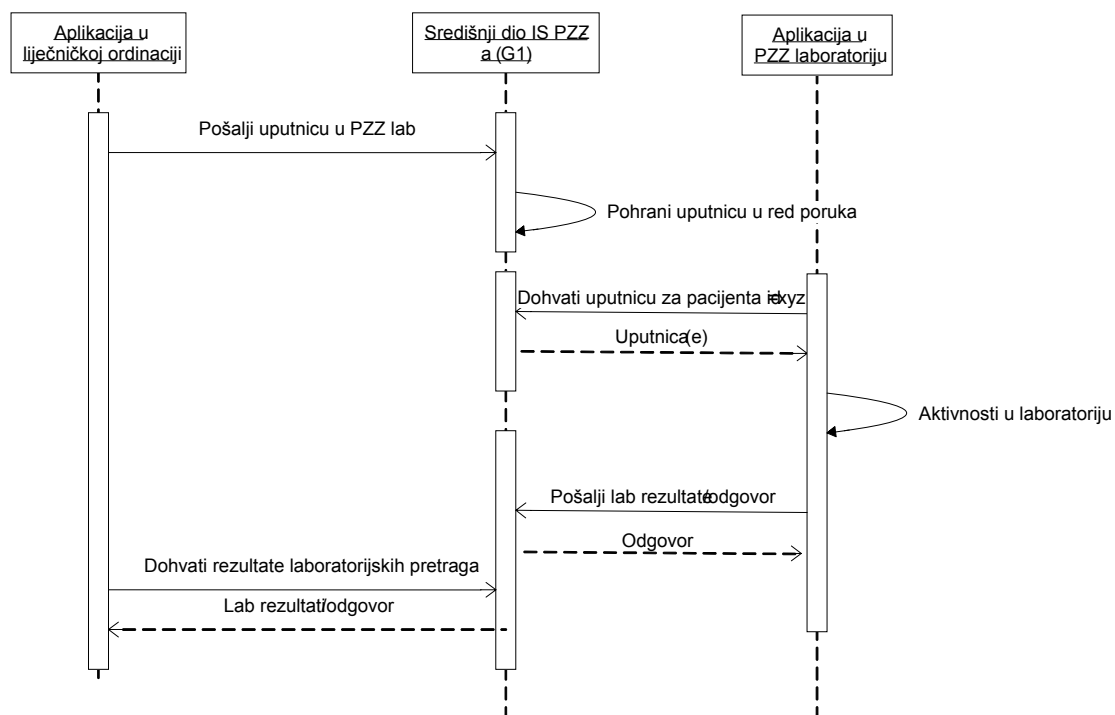 Aplikacija u
liječničkoj ordinaciji
Središnji dio IS PZZ-
a (G1)
Aplikacija u
PZZ laboratoriju
Pošalji uputnicu u PZZ lab
Pohrani uputnicu u red poruka
Dohvati uputnicu za pacijenta id=xyz
Uputnica(e)
Aktivnosti u laboratoriju
Pošalji lab rezultate/odgovor
Odgovor
Dohvati rezultate laboratorijskih pretraga
Lab rezultati/odgovor